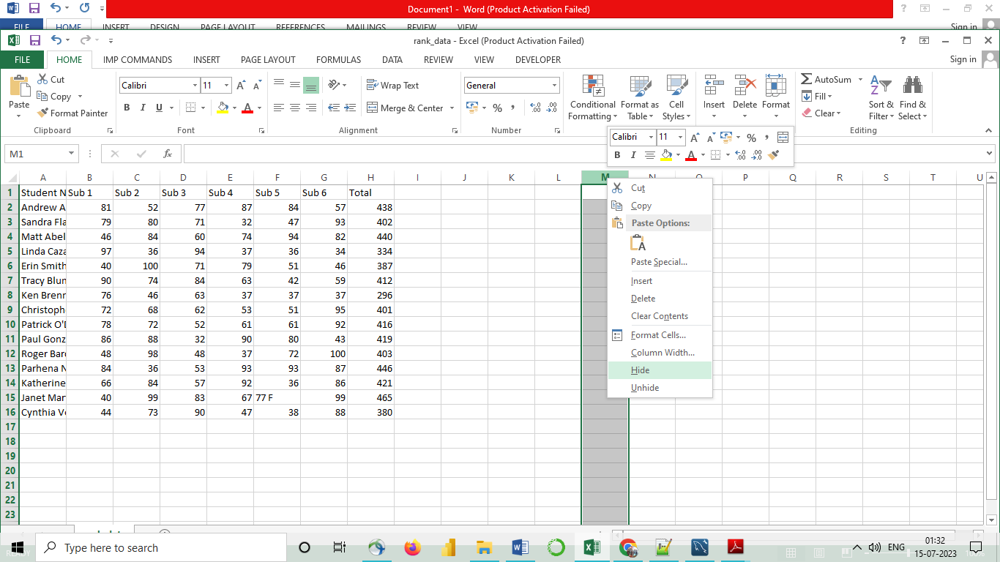 Document1 - Word (Product Activation Failed)
FILE HOME INSERT DESIGN PAGE LAYOUT REFERENCES MAILINGS REVIEW VIEW Sign in
rank_data - Excel (Product Activation Failed)
FILE HOME IMP COMMANDS INSERT PAGE LAYOUT FORMULAS DATA REVIEW VIEW DEVELOPER Sign in
Paste
Cut
Copy
Format Painter
Clipboard
Calibri 11
B I U
Font
Wrap Text
Merge & Center
Alignment
General
Number
Conditional Formatting
Format as Table
Cell Styles
Insert
Delete
Format
AutoSum
Fill
Clear
Sort & Filter
Find & Select
Editing
Calibri 11
B I
M1
fx
A B C D E F G H I J K L M N O P Q R S T U
1 Student N Sub 1 Sub 2 Sub 3 Sub 4 Sub 5 Sub 6 Total
2 Andrew A 81 52 77 87 84 57 438
3 Sandra Fla 79 80 71 32 47 93 402
4 Matt Abel 46 84 60 74 94 82 440
5 Linda Caza 97 36 94 37 36 34 334
6 Erin Smith 40 100 71 79 51 46 387
7 Tracy Blun 90 74 84 63 42 59 412
8 Ken Brenn 76 46 63 37 37 37 296
9 Christoph 72 68 62 53 51 95 401
10 Patrick O' 78 72 52 61 61 92 416
11 Paul Gonz 86 88 32 90 80 43 419
12 Roger Bar 48 98 48 37 72 100 403
13 Parhena N 84 36 53 93 93 87 446
14 Katherine 66 84 57 92 36 86 421
15 Janet Mar 40 99 83 67 77 F 99 465
16 Cynthia V 44 73 90 47 38 88 380
17
18
19
20
21
22
23
Cut
Copy
Paste Options:
Paste Special...
Insert
Delete
Clear Contents
Format Cells...
Column Width...
Hide
Unhide
READY
Type here to search
ENG
01:32
15-07-2023
100%